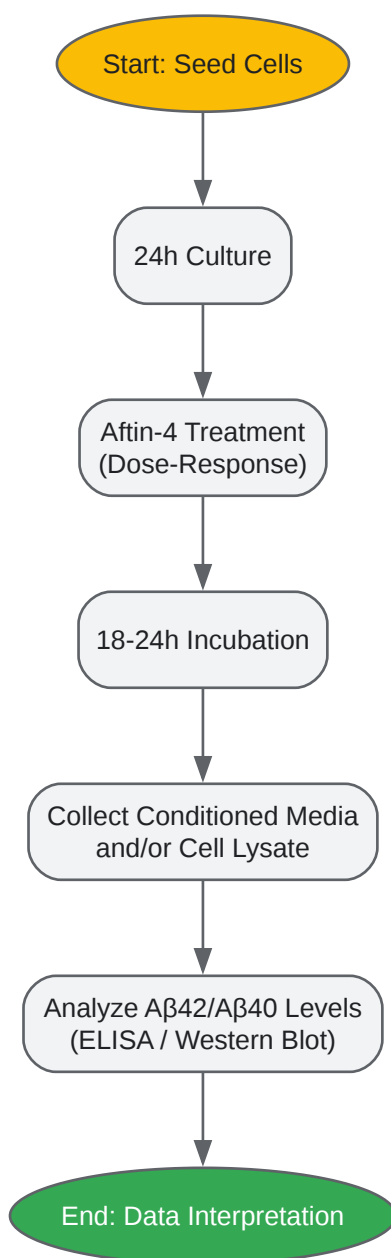 Start: Seed Cells
24h Culture
Aftin-4 Treatment
(Dose-Response)
18-24h Incubation
Collect Conditioned Media
and/or Cell Lysate
Analyze Aβ42/Aβ40 Levels
(ELISA / Western Blot)
End: Data Interpretation